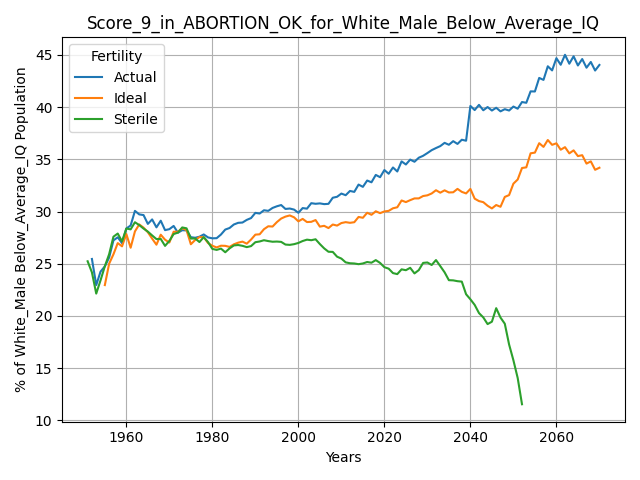 Score_9_in_ABORTION_OK_for_White_Male_Below_Average_IQ
% of White_Male Below_Average_IQ Population
Fertility
Actual
Ideal
Sterile
45
40
35
30
25
20
15
10
1960
1980
2000
2020
2040
2060
Years